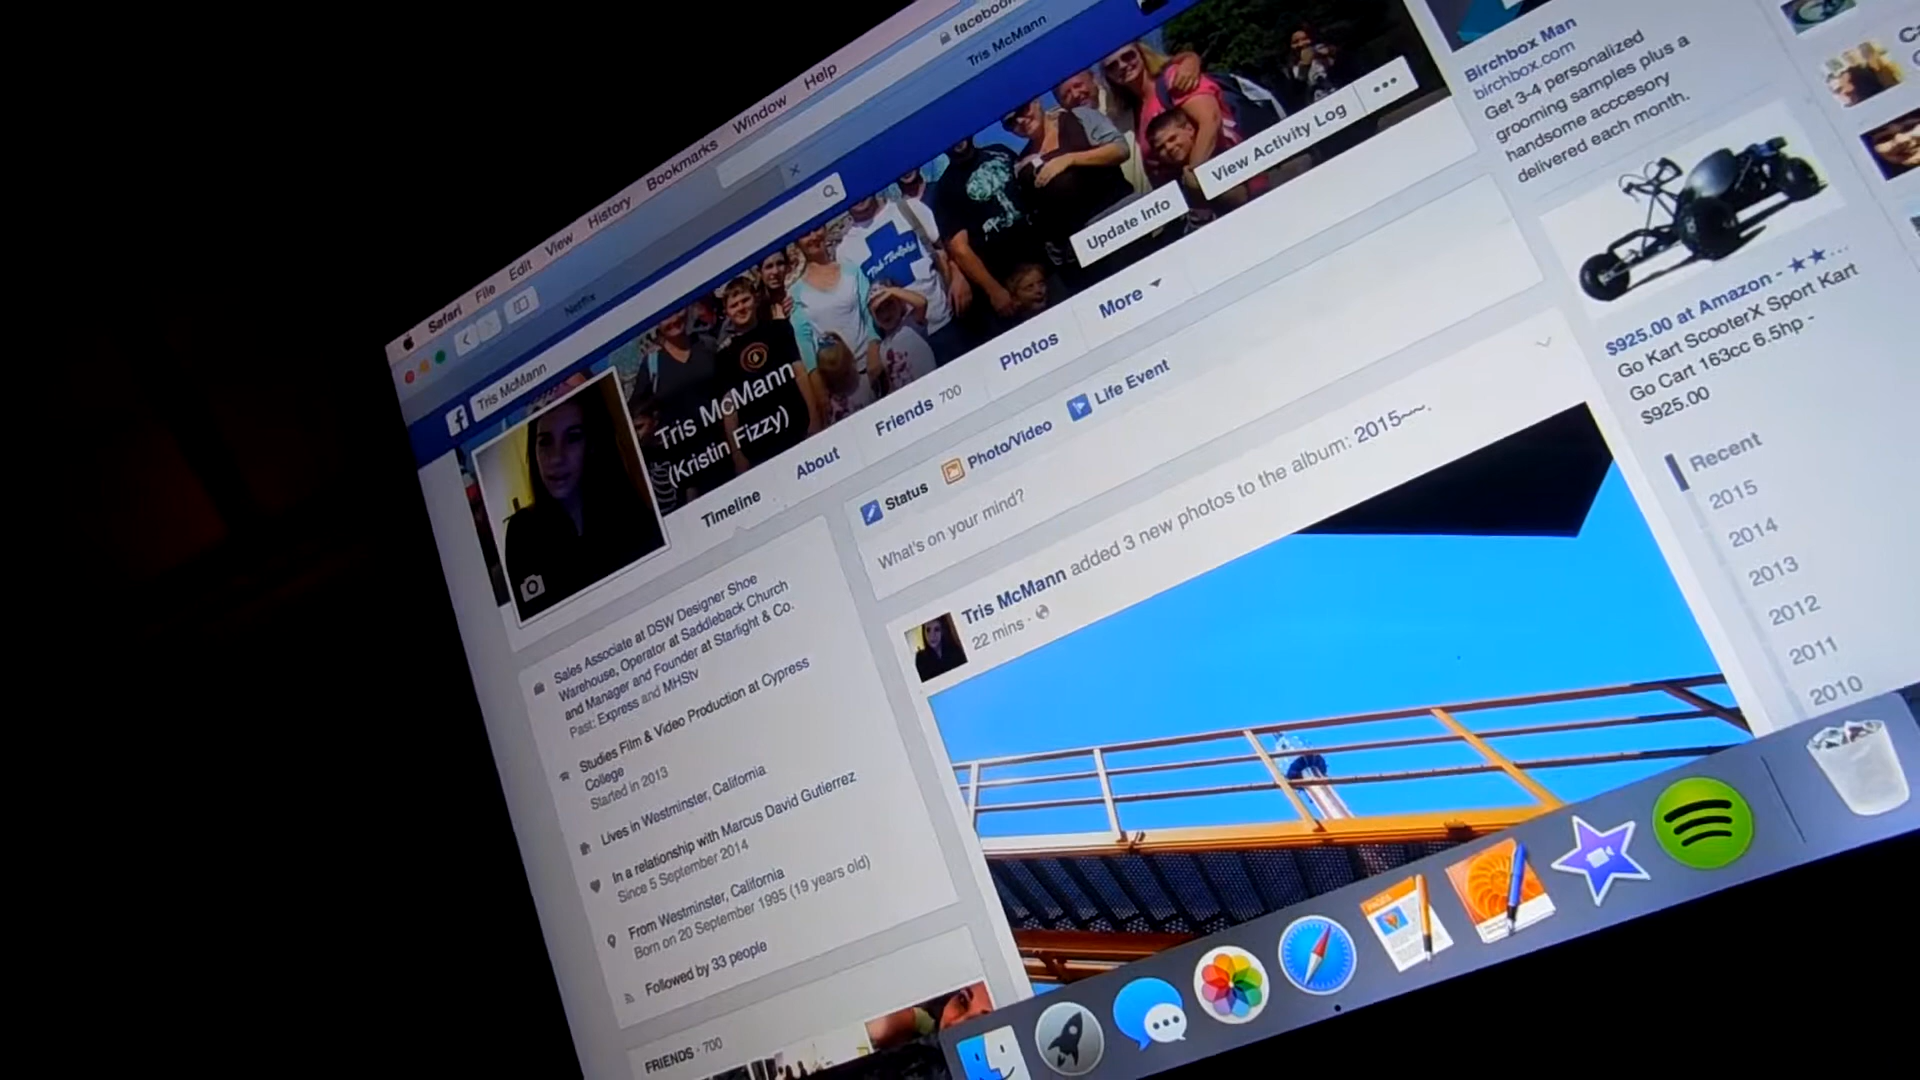 Safari File Edit View History Bookmarks Window Help
facebook
Netflix
Tris McMann
Tris McMann
Tris McMann
(Kristin Fizzy)
Update Info
View Activity Log
Timeline
About
Friends 700
Photos
More
Sales Associate at DSW Designer Shoe
Warehouse, Operator at Saddleback Church
and Manager and Founder at Starlight & Co.
Past: Express and MHStv
Studies Film & Video Production at Cypress
College
Started in 2013
Lives in Westminster, California
In a relationship with Marcus David Gutierrez
Since 5 September 2014
From Westminster, California
Born on 20 September 1995 (19 years old)
Followed by 33 people
FRIENDS · 700
Status
Photo/Video
Life Event
What's on your mind?
Tris McMann added 3 new photos to the album: 2015~~.
22 mins ·
Birchbox Man
birchbox.com
Get 3-4 personalized
grooming samples plus a
handsome acccesory
delivered each month.
$925.00 at Amazon - ★★...
Go Kart ScooterX Sport Kart
Go Cart 163cc 6.5hp -
$925.00
Recent
2015
2014
2013
2012
2011
2010
PAGES